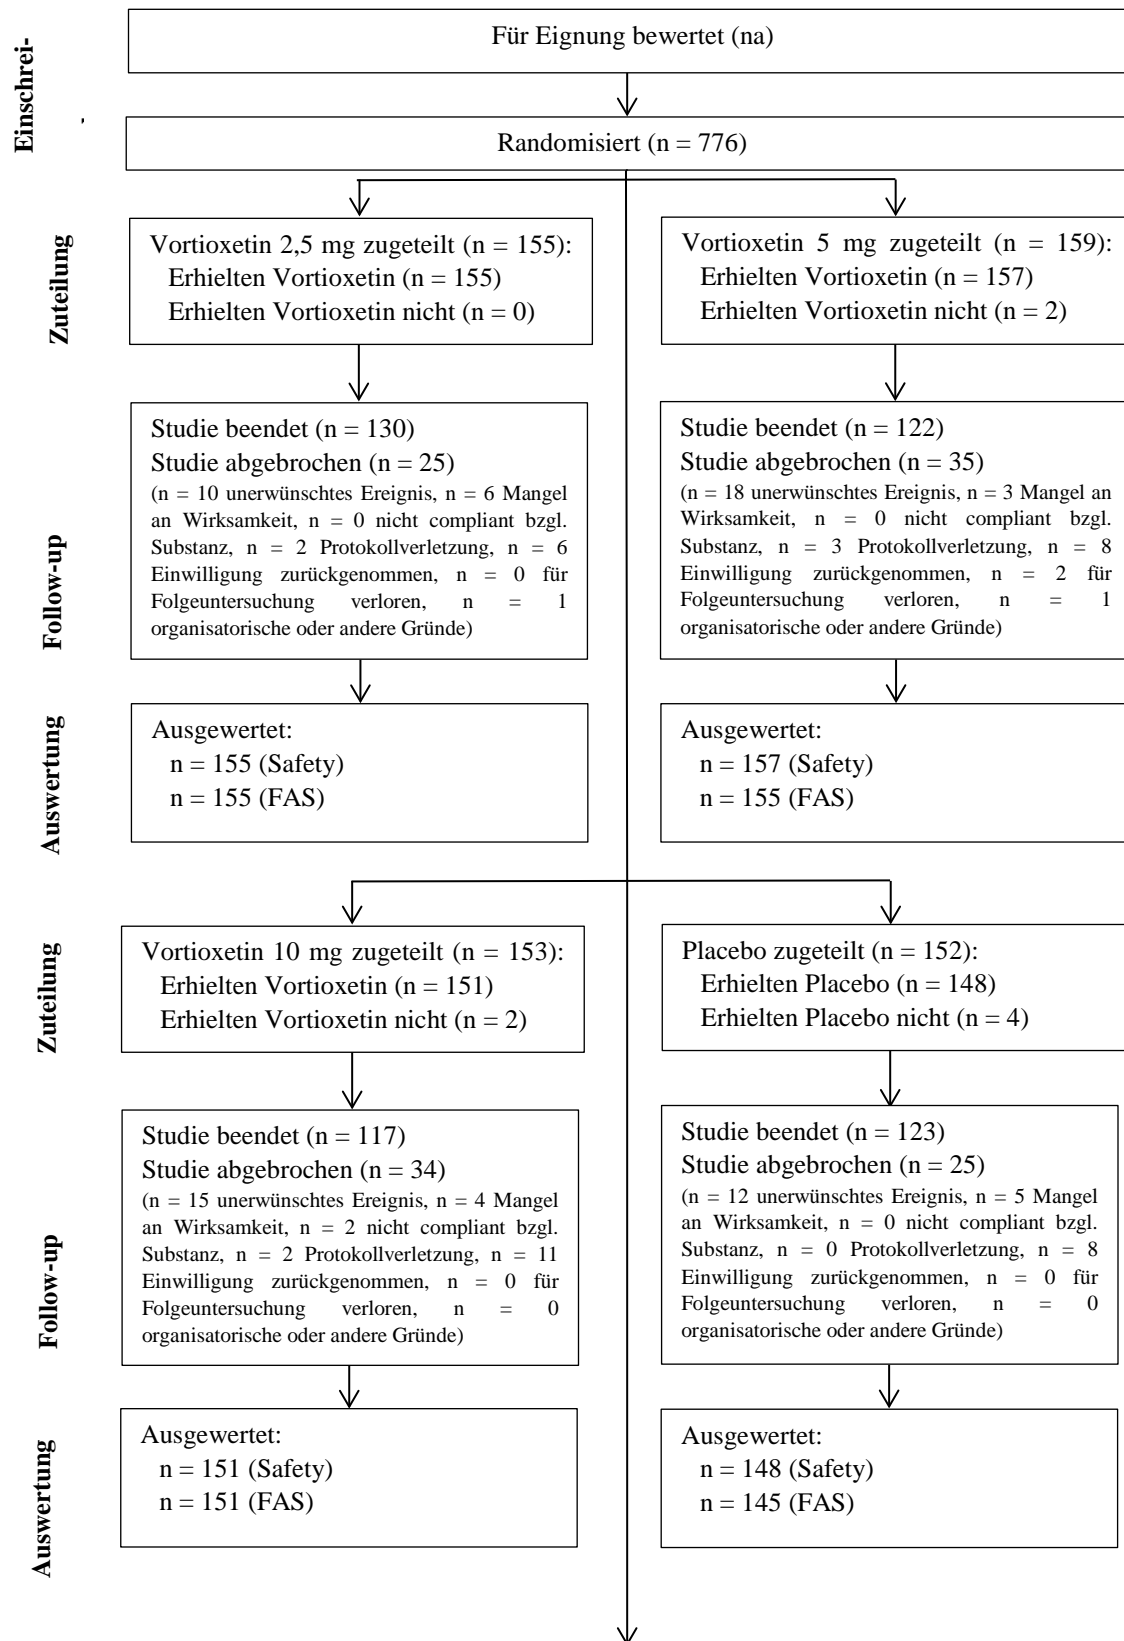 Einschrei-
Für Eignung bewertet (na)
Randomisiert (n = 776)
Zuteilung
Vortioxetin 2,5 mg zugeteilt (n = 155):
Erhielten Vortioxetin (n = 155)
Erhielten Vortioxetin nicht (n = 0)
Vortioxetin 5 mg zugeteilt (n = 159):
Erhielten Vortioxetin (n = 157)
Erhielten Vortioxetin nicht (n = 2)
Follow-up
Studie beendet (n = 130)
Studie abgebrochen (n = 25)
(n = 10 unerwünschtes Ereignis, n = 6 Mangel
an Wirksamkeit, n = 0 nicht compliant bzgl.
Substanz, n = 2 Protokollverletzung, n = 6
Einwilligung zurückgenommen, n = 0 für
Folgeuntersuchung verloren, n = 1
organisatorische oder andere Gründe)
Studie beendet (n = 122)
Studie abgebrochen (n = 35)
(n = 18 unerwünschtes Ereignis, n = 3 Mangel an
Wirksamkeit, n = 0 nicht compliant bzgl.
Substanz, n = 3 Protokollverletzung, n = 8
Einwilligung zurückgenommen, n = 2 für
Folgeuntersuchung verloren, n = 1
organisatorische oder andere Gründe)
Auswertung
Ausgewertet:
n = 155 (Safety)
n = 155 (FAS)
Ausgewertet:
n = 157 (Safety)
n = 155 (FAS)
Zuteilung
Vortioxetin 10 mg zugeteilt (n = 153):
Erhielten Vortioxetin (n = 151)
Erhielten Vortioxetin nicht (n = 2)
Placebo zugeteilt (n = 152):
Erhielten Placebo (n = 148)
Erhielten Placebo nicht (n = 4)
Follow-up
Studie beendet (n = 117)
Studie abgebrochen (n = 34)
(n = 15 unerwünschtes Ereignis, n = 4 Mangel
an Wirksamkeit, n = 2 nicht compliant bzgl.
Substanz, n = 2 Protokollverletzung, n = 11
Einwilligung zurückgenommen, n = 0 für
Folgeuntersuchung verloren, n = 0
organisatorische oder andere Gründe)
Studie beendet (n = 123)
Studie abgebrochen (n = 25)
(n = 12 unerwünschtes Ereignis, n = 5 Mangel
an Wirksamkeit, n = 0 nicht compliant bzgl.
Substanz, n = 0 Protokollverletzung, n = 8
Einwilligung zurückgenommen, n = 0 für
Folgeuntersuchung verloren, n = 0
organisatorische oder andere Gründe)
Auswertung
Ausgewertet:
n = 151 (Safety)
n = 151 (FAS)
Ausgewertet:
n = 148 (Safety)
n = 145 (FAS)